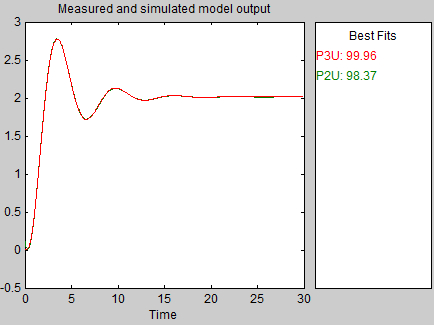 Measured and simulated model output
3
2.5
2
1.5
1
0.5
0
-0.5
0 5 10 15 20 25 30
Time
Best Fits
P3U: 99.96
P2U: 98.37